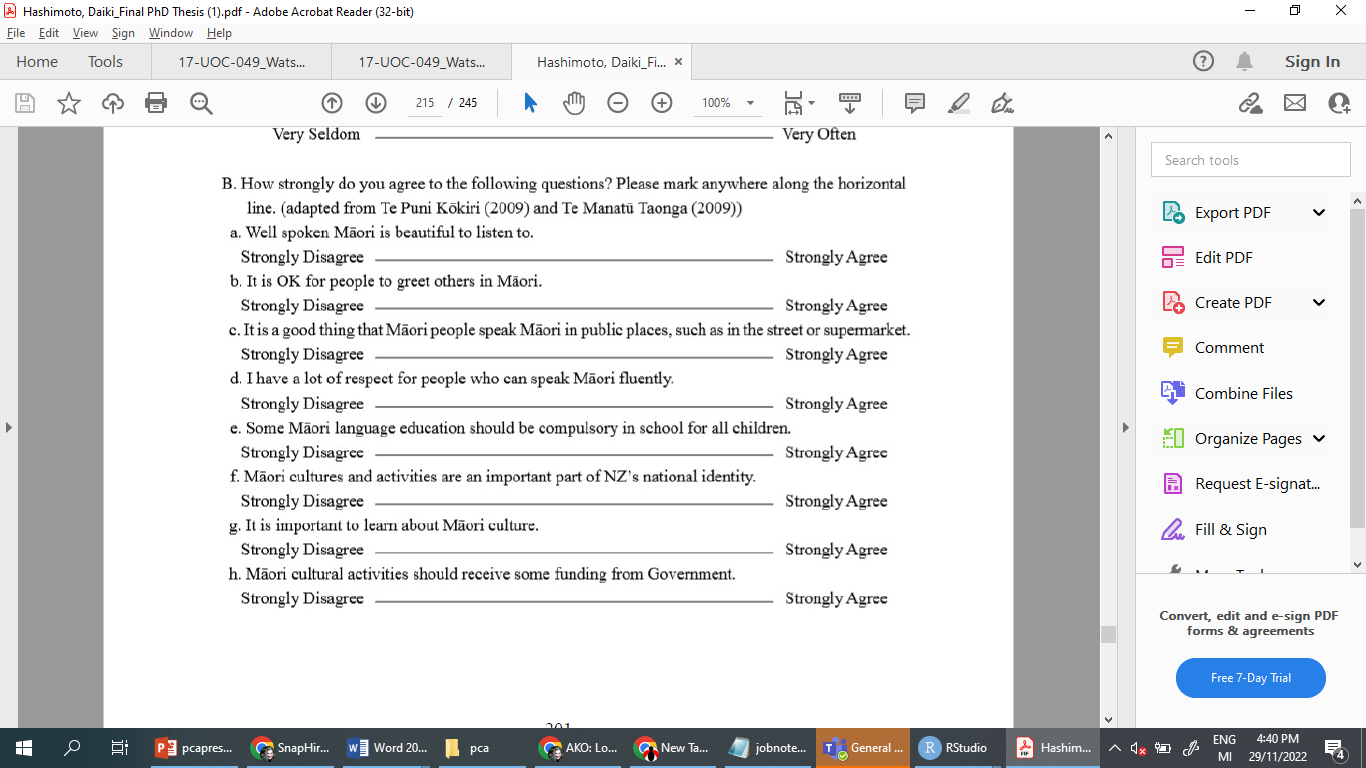 Hashimoto, Daiki_Final PhD Thesis (1).pdf - Adobe Acrobat Reader (32-bit)
File Edit View Sign Window Help
Home Tools 17-UOC-049_Wats... 17-UOC-049_Wats... Hashimoto, Daiki_Fi... Sign In
215 / 245 100%
Very Seldom Very Often
B. How strongly do you agree to the following questions? Please mark anywhere along the horizontal
line. (adapted from Te Puni Kōkiri (2009) and Te Manatū Taonga (2009))
a. Well spoken Māori is beautiful to listen to.
Strongly Disagree Strongly Agree
b. It is OK for people to greet others in Māori.
Strongly Disagree Strongly Agree
c. It is a good thing that Māori people speak Māori in public places, such as in the street or supermarket.
Strongly Disagree Strongly Agree
d. I have a lot of respect for people who can speak Māori fluently.
Strongly Disagree Strongly Agree
e. Some Māori language education should be compulsory in school for all children.
Strongly Disagree Strongly Agree
f. Māori cultures and activities are an important part of NZ's national identity.
Strongly Disagree Strongly Agree
g. It is important to learn about Māori culture.
Strongly Disagree Strongly Agree
h. Māori cultural activities should receive some funding from Government.
Strongly Disagree Strongly Agree
Search tools
Export PDF
Edit PDF
Create PDF
Comment
Combine Files
Organize Pages
Request E-signat...
Fill & Sign
Convert, edit and e-sign PDF
forms & agreements
Free 7-Day Trial
pcapres... SnapHir... Word 20... pca AKO: Lo... New Ta... jobnote... General ... RStudio Hashim...
ENG
MI
4:40 PM
29/11/2022
4